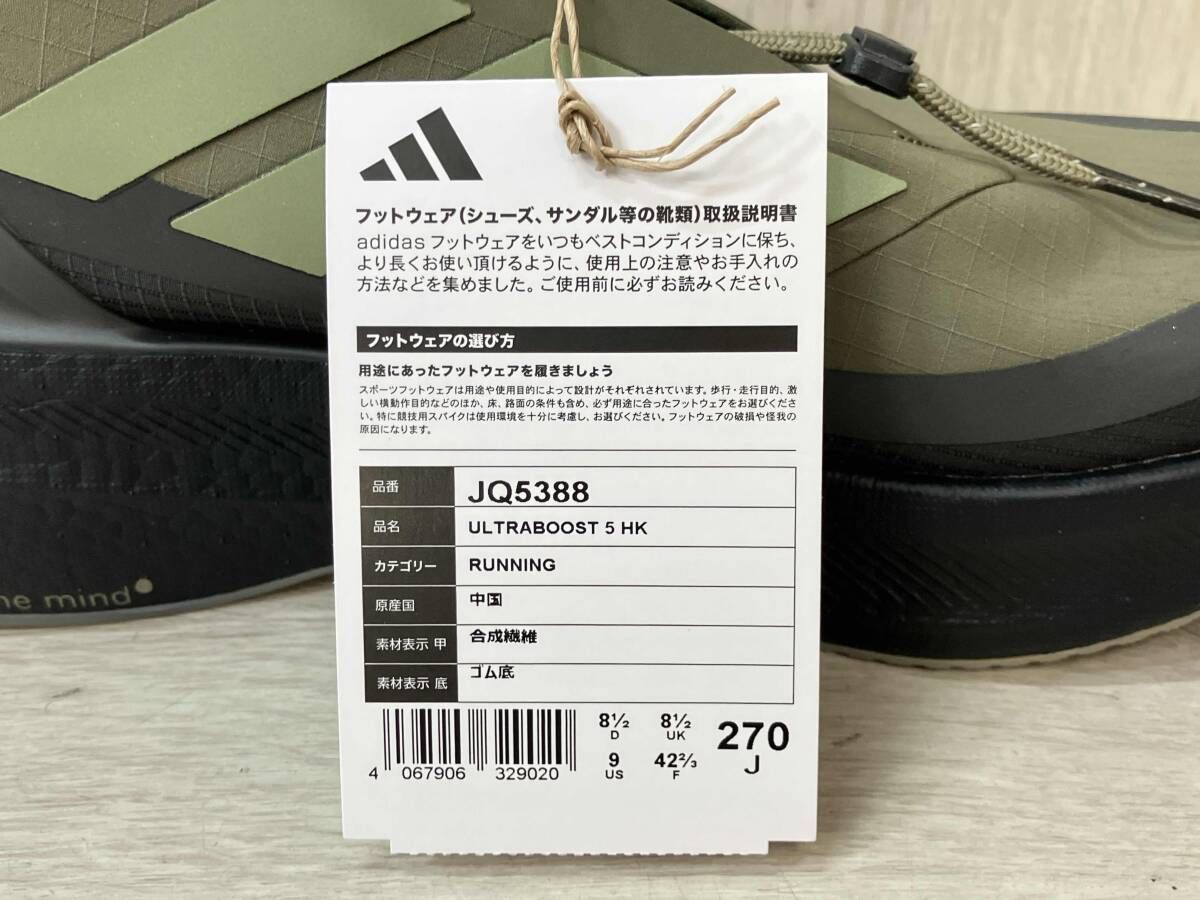 フットウェア(シューズ、サンダル等の靴類)取扱説明書
adidas フットウェアをいつもベストコンディションに保ち、
より長くお使い頂けるように、使用上の注意やお手入れの
方法などを集めました。ご使用前に必ずお読みください。
フットウェアの選び方
用途にあったフットウェアを履きましょう
スポーツフットウェアは用途や使用目的によって設計がそれぞれされています。歩行・走行目的、激
しい横動作目的などのほか、床、路面の条件も含め、必ず用途に合ったフットウェアをお選びくださ
い。特に競技用スパイクは使用環境を十分に考慮し、お選びください。フットウェアの破損や怪我の
原因になります。
品番 JQ5388
品名 ULTRABOOST 5 HK
カテゴリー RUNNING
原産国 中国
素材表示 甲 合成繊維
素材表示 底 ゴム底
8½ 8½ 270
D UK J
9 42⅔
US F
4 067906 329020
he mind